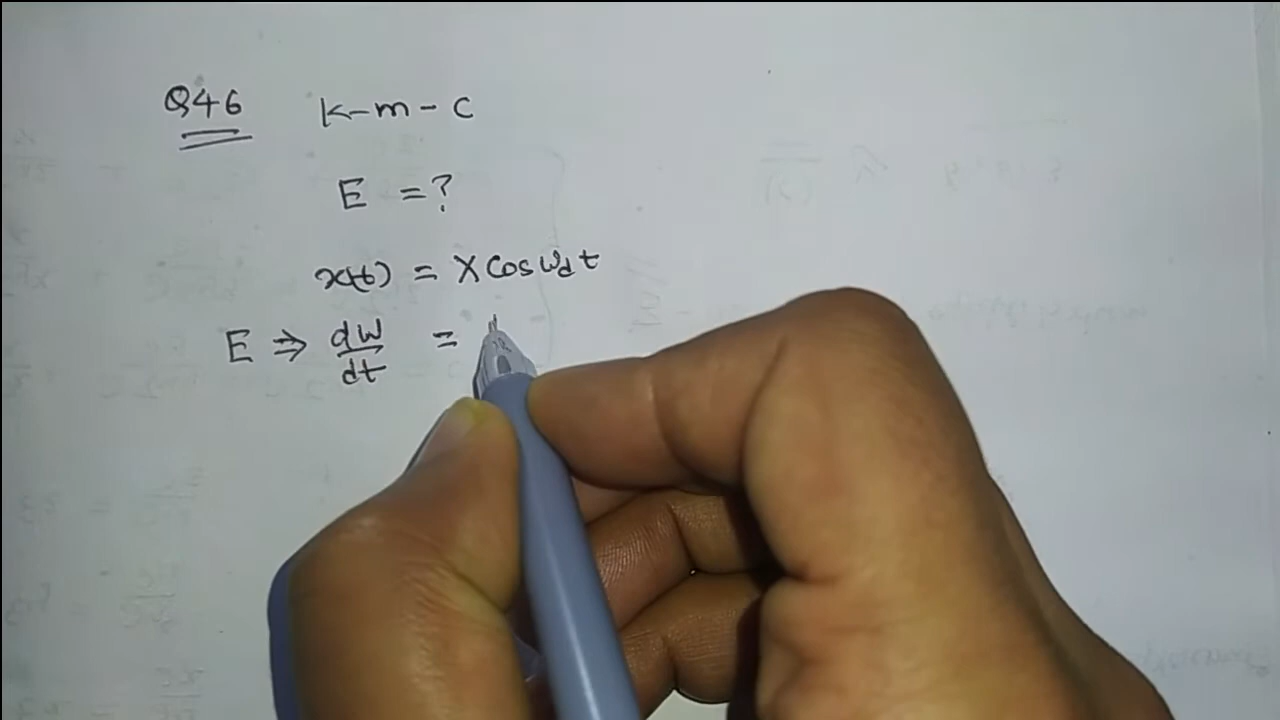 Q46 K-m-c
E = ?
x(t) = X cos ωd t
E ⇒ dW/dt =